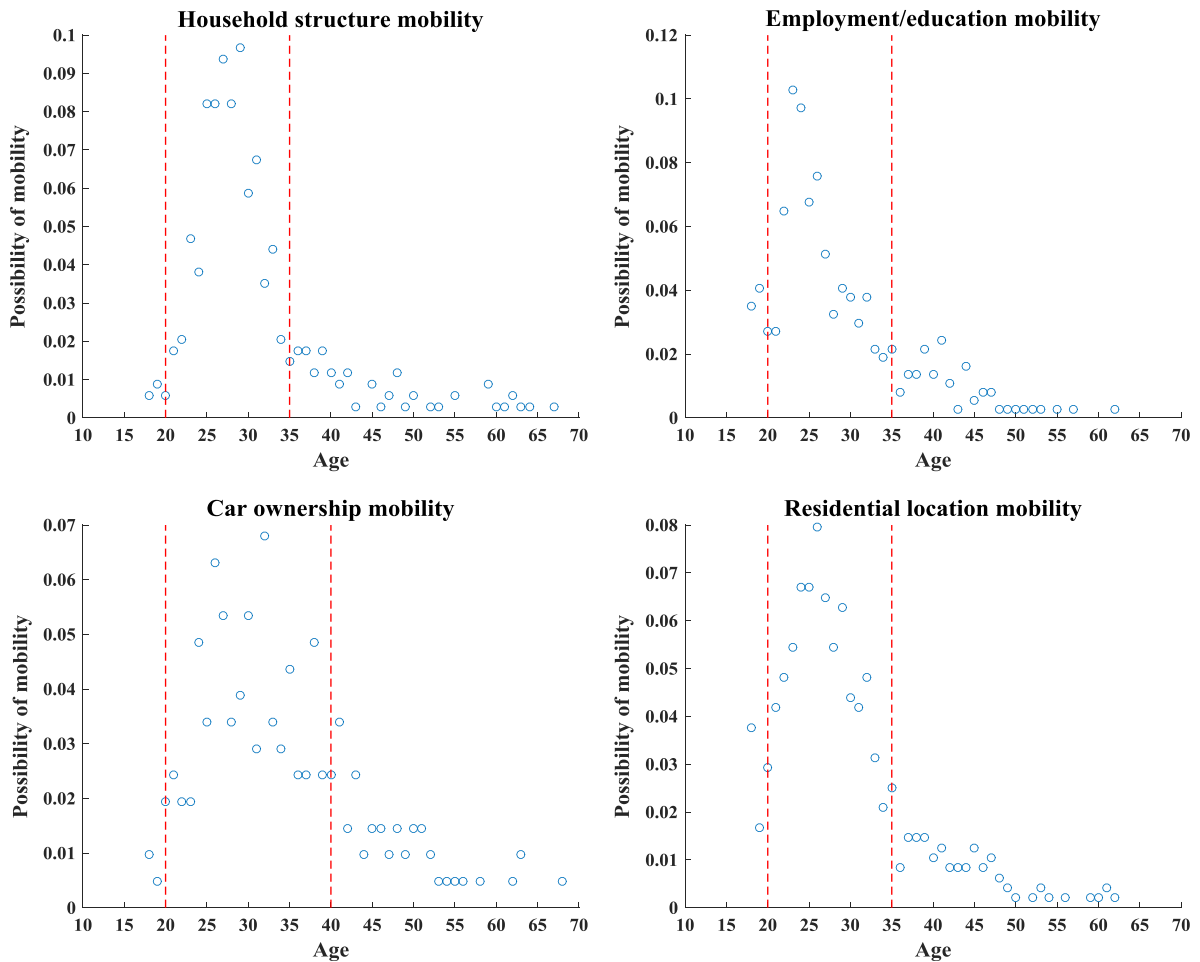 Household structure mobility
0.1
0.09
0.08
0.07
0.06
0.05
0.04
0.03
0.02
0.01
0
Possibility of mobility
10 15 20 25 30 35 40 45 50 55 60 65 70
Age
Employment/education mobility
0.12
0.1
0.08
0.06
0.04
0.02
0
Possibility of mobility
10 15 20 25 30 35 40 45 50 55 60 65 70
Age
Car ownership mobility
0.07
0.06
0.05
0.04
0.03
0.02
0.01
0
Possibility of mobility
10 15 20 25 30 35 40 45 50 55 60 65 70
Age
Residential location mobility
0.08
0.07
0.06
0.05
0.04
0.03
0.02
0.01
0
Possibility of mobility
10 15 20 25 30 35 40 45 50 55 60 65 70
Age